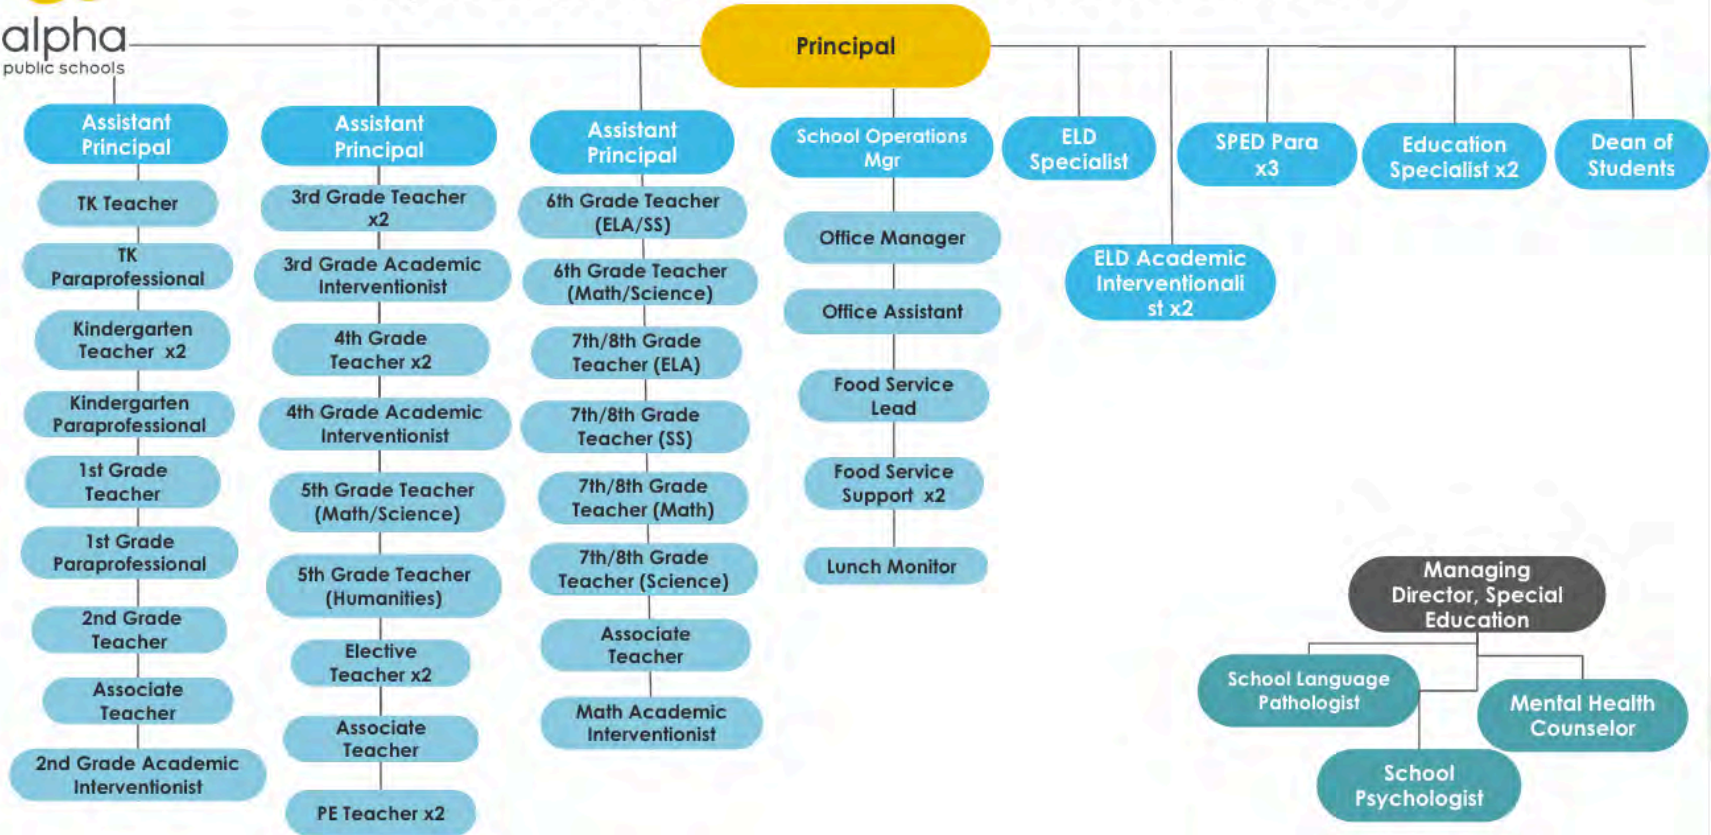 alpha
public schools
Principal
Assistant
Principal
TK Teacher
TK
Paraprofessional
Kindergarten
Teacher x2
Kindergarten
Paraprofessional
1st Grade
Teacher
1st Grade
Paraprofessional
2nd Grade
Teacher
Associate
Teacher
2nd Grade Academic
Interventionist
Assistant
Principal
3rd Grade Teacher
x2
3rd Grade Academic
Interventionist
4th Grade
Teacher x2
4th Grade Academic
Interventionist
5th Grade Teacher
(Math/Science)
5th Grade Teacher
(Humanities)
Elective
Teacher x2
Associate
Teacher
PE Teacher x2
Assistant
Principal
6th Grade Teacher
(ELA/SS)
6th Grade Teacher
(Math/Science)
7th/8th Grade
Teacher (ELA)
7th/8th Grade
Teacher (SS)
7th/8th Grade
Teacher (Math)
7th/8th Grade
Teacher (Science)
Associate
Teacher
Math Academic
Interventionist
School Operations
Mgr
Office Manager
Office Assistant
Food Service
Lead
Food Service
Support x2
Lunch Monitor
ELD
Specialist
ELD Academic
Interventionali
st x2
SPED Para
x3
Education
Specialist x2
Dean of
Students
Managing
Director, Special
Education
School Language
Pathologist
School
Psychologist
Mental Health
Counselor